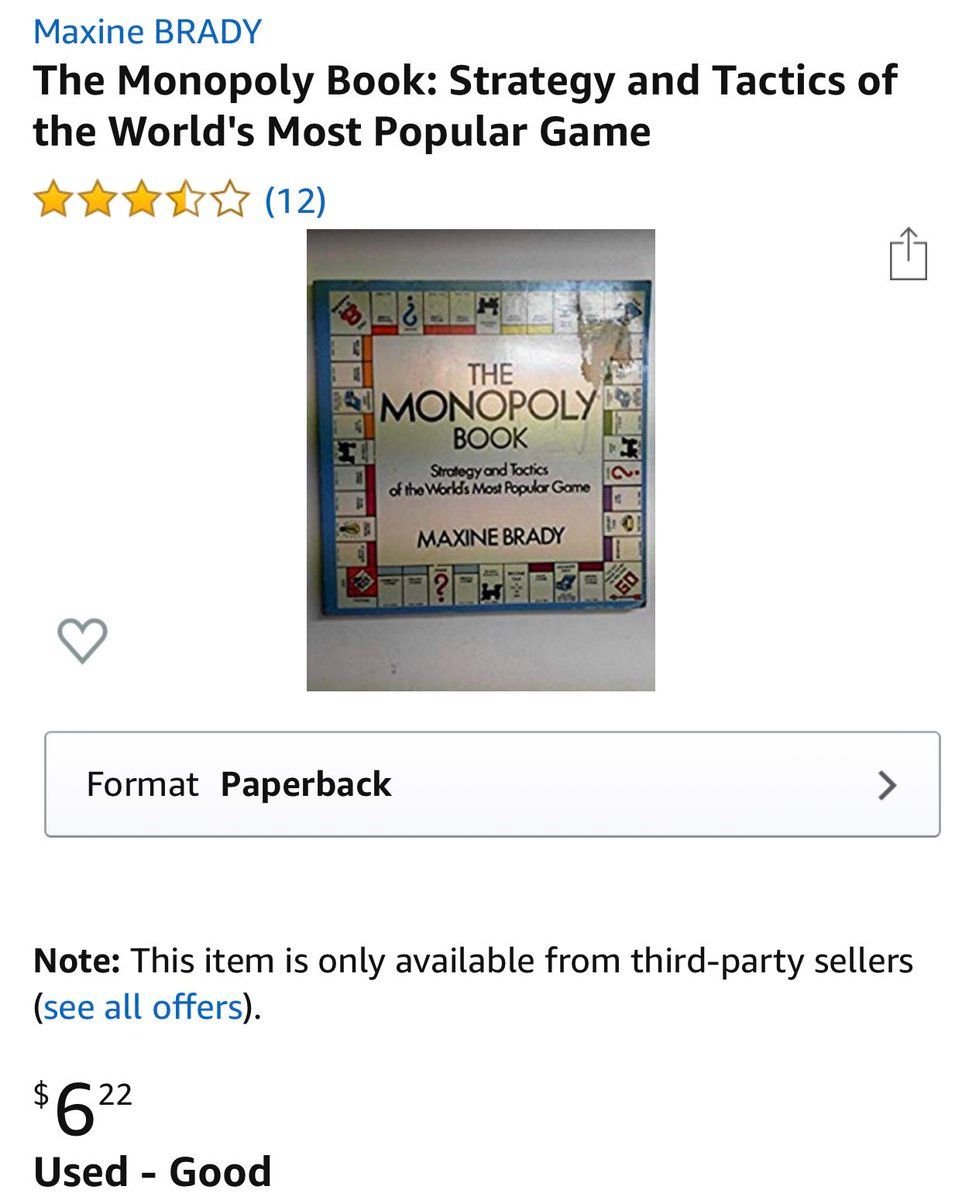 Maxine BRADY
The Monopoly Book: Strategy and Tactics of
the World's Most Popular Game
(12)
THE
MONOPOLY
BOOK
Strategy and Tactics
of the World's Most Popular Game
MAXINE BRADY
GO
Format Paperback
Note: This item is only available from third-party sellers
(see all offers).
$6 22
Used - Good